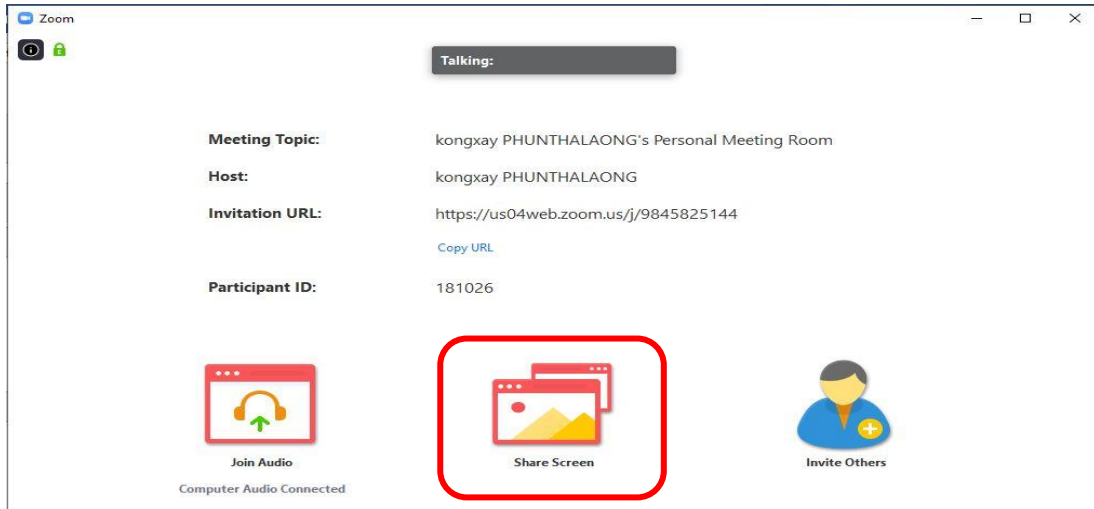 Zoom
Talking:
Meeting Topic: kongxay PHUNTHALAONG's Personal Meeting Room
Host: kongxay PHUNTHALAONG
Invitation URL: https://us04web.zoom.us/j/9845825144
Copy URL
Participant ID: 181026
Join Audio Share Screen Invite Others
Computer Audio Connected